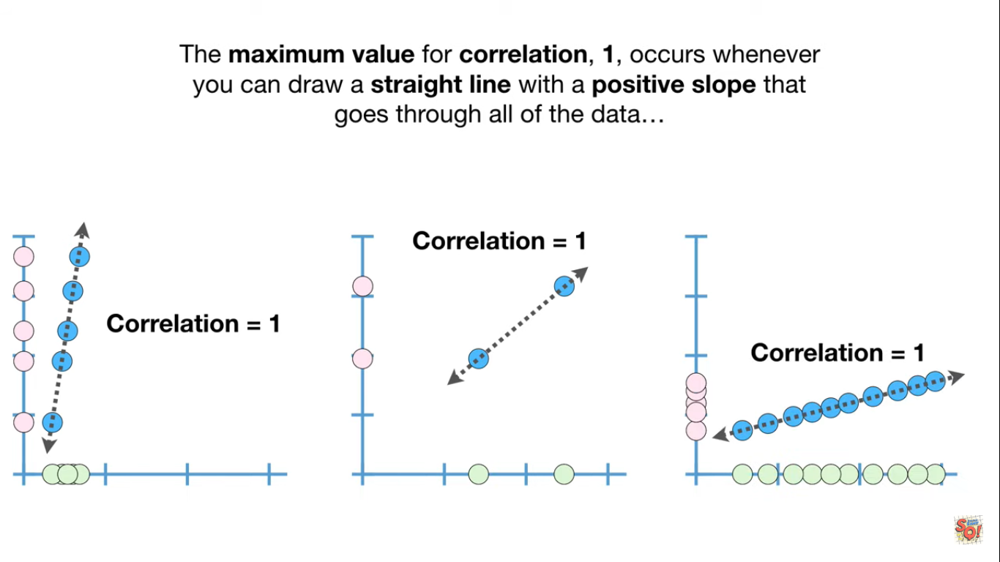 The maximum value for correlation, 1, occurs whenever
you can draw a straight line with a positive slope that
goes through all of the data…
Correlation = 1
Correlation = 1
Correlation = 1
SQ!